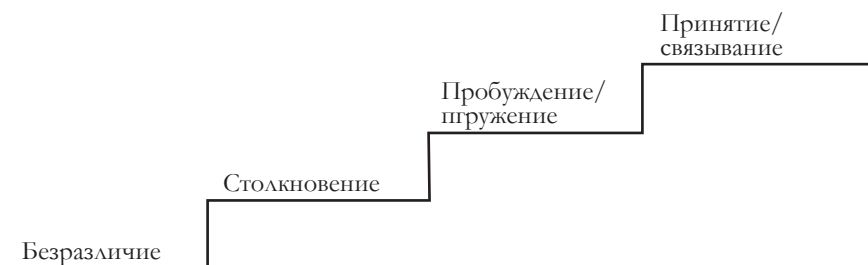 Принятие/
связывание
Пробуждение/
пгружение
Столкновение
Безразличие